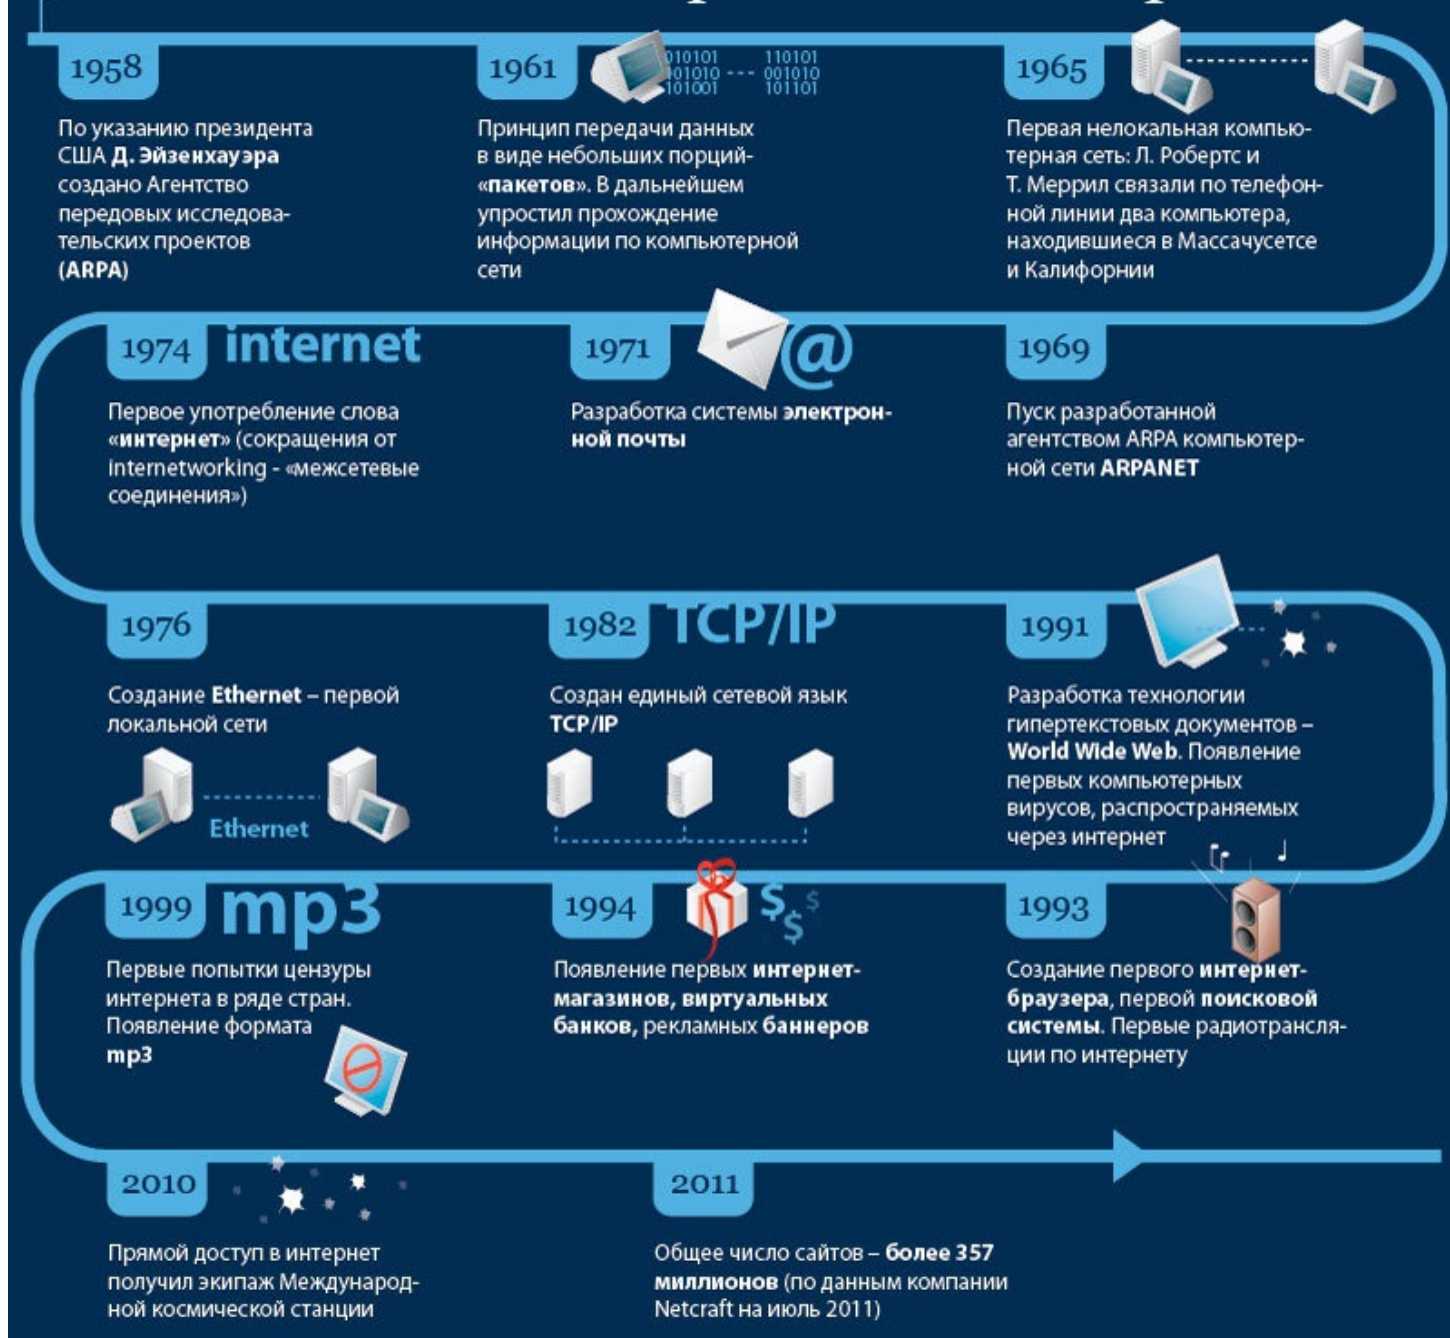 1958
По указанию президента
США Д. Эйзенхауэра
создано Агентство
передовых исследова-
тельских проектов
(ARPA)
1961
010101 110101
001010 --- 001010
101001 101101
Принцип передачи данных
в виде небольших порций-
«пакетов». В дальнейшем
упростил прохождение
информации по компьютерной
сети
1965
Первая нелокальная компью-
терная сеть: Л. Робертс и
Т. Меррил связали по телефон-
ной линии два компьютера,
находившиеся в Массачусетсе
и Калифорнии
1969
Пуск разработанной
агентством ARPA компьютер-
ной сети ARPANET
1971
@
Разработка системы электрон-
ной почты
1974
internet
Первое употребление слова
«интернет» (сокращения от
internetworking - «межсетевые
соединения»)
1976
Создание Ethernet – первой
локальной сети
Ethernet
1982
TCP/IP
Создан единый сетевой язык
TCP/IP
1991
Разработка технологии
гипертекстовых документов –
World Wide Web. Появление
первых компьютерных
вирусов, распространяемых
через интернет
1993
Создание первого интернет-
браузера, первой поисковой
системы. Первые радиотрансля-
ции по интернету
1994
$ $ $
Появление первых интернет-
магазинов, виртуальных
банков, рекламных баннеров
1999
mp3
Первые попытки цензуры
интернета в ряде стран.
Появление формата
mp3
2010
Прямой доступ в интернет
получил экипаж Международ-
ной космической станции
2011
Общее число сайтов – более 357
миллионов (по данным компании
Netcraft на июль 2011)